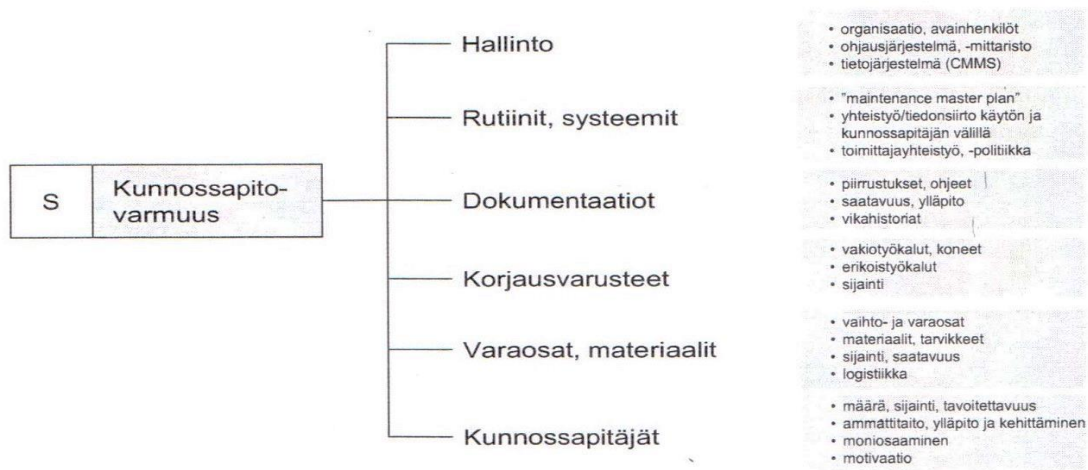 Hallinto
• organisaatio, avainhenkilöt
• ohjausjärjestelmä, -mittaristo
• tietojärjestelmä (CMMS)
Rutiinit, systeemit
• "maintenance master plan"
• yhteistyö/tiedonsiirto käytön ja
kunnossapitäjän välillä
• toimittajayhteistyö, -politiikka
S
Kunnossapito-
varmuus
Dokumentaatiot
• piirrustukset, ohjeet
• saatavuus, ylläpito
• vikahistoriat
Korjausvarusteet
• vakiotyökalut, koneet
• erikoistyökalut
• sijainti
Varaosat, materiaalit
• vaihto- ja varaosat
• materiaalit, tarvikkeet
• sijainti, saatavuus
• logistiikka
Kunnossapitäjät
• määrä, sijainti, tavoitettavuus
• ammattitaito, ylläpito ja kehittäminen
• moniosaaminen
• motivaatio